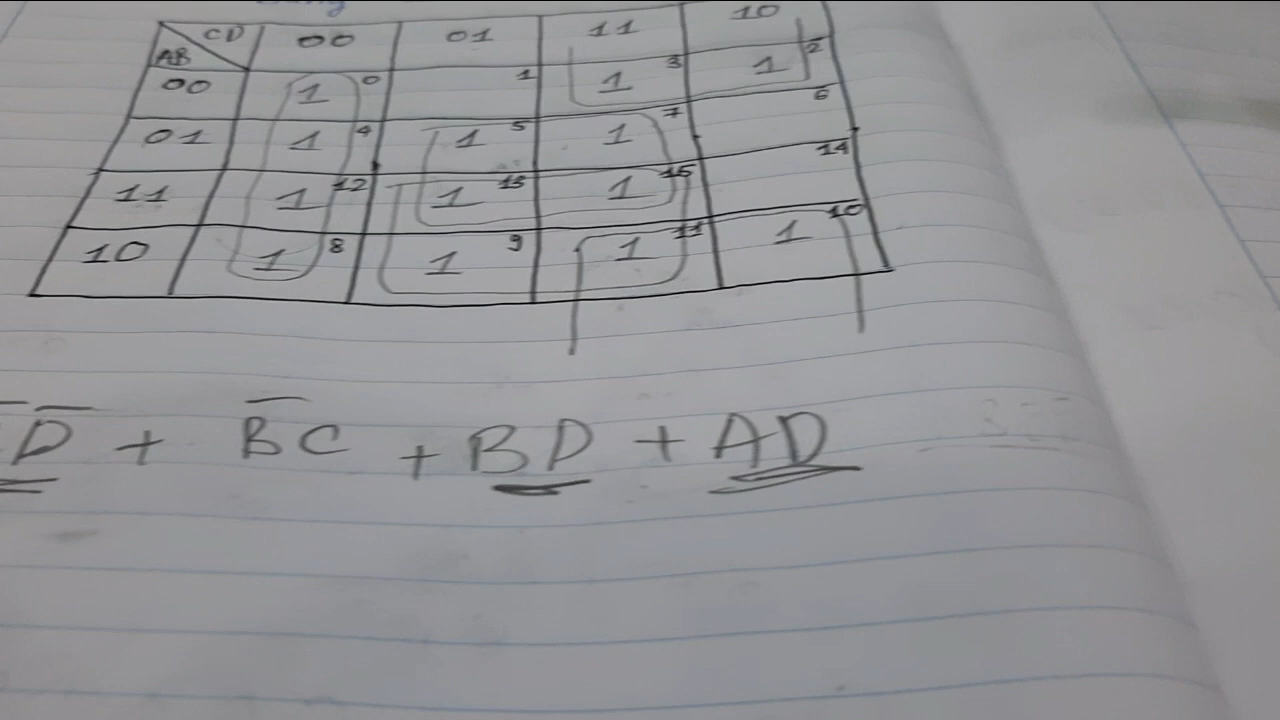 CD 00 01 11 10
AB
00 1 0 1 1 3 1 2
01 1 4 1 5 1 7 6
11 1 12 1 13 1 15 14
10 1 8 1 9 1 11 1 10
D̅ + B̅C + BD + AD